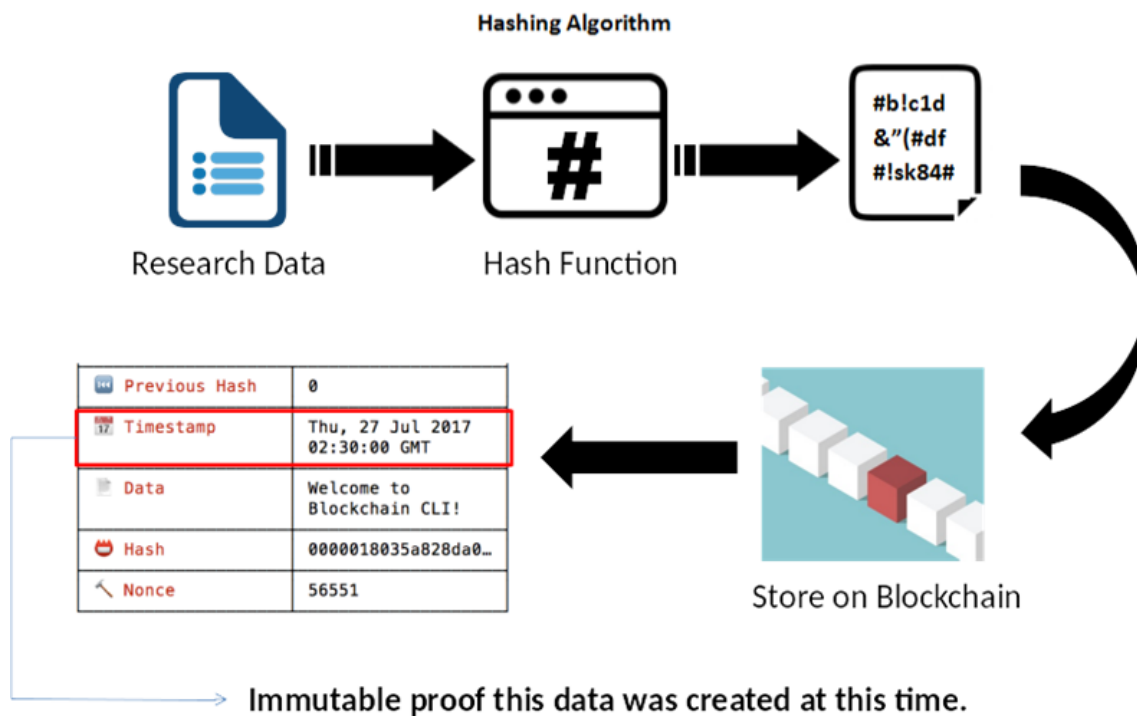 Hashing Algorithm
#
#b!c1d
&”(#df
#!sk84#
Research Data
Hash Function
Previous Hash 0
17 Timestamp Thu, 27 Jul 2017
02:30:00 GMT
Data Welcome to
Blockchain CLI!
Hash 0000018035a828da0…
Nonce 56551
Store on Blockchain
Immutable proof this data was created at this time.